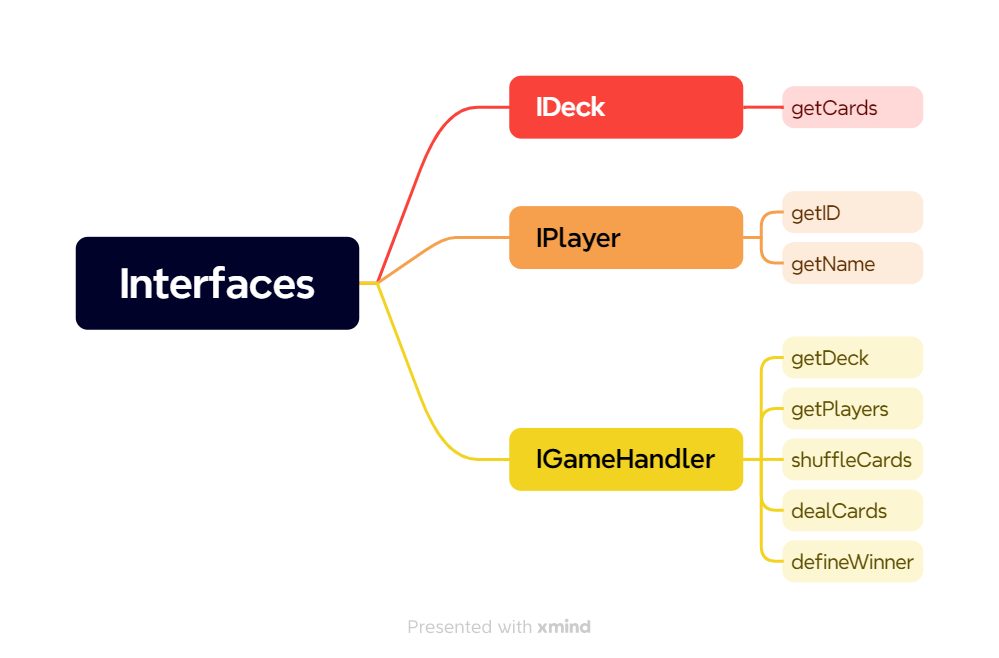 Interfaces
IDeck
getCards
IPlayer
getID
getName
IGameHandler
getDeck
getPlayers
shuffleCards
dealCards
defineWinner
Presented with xmind